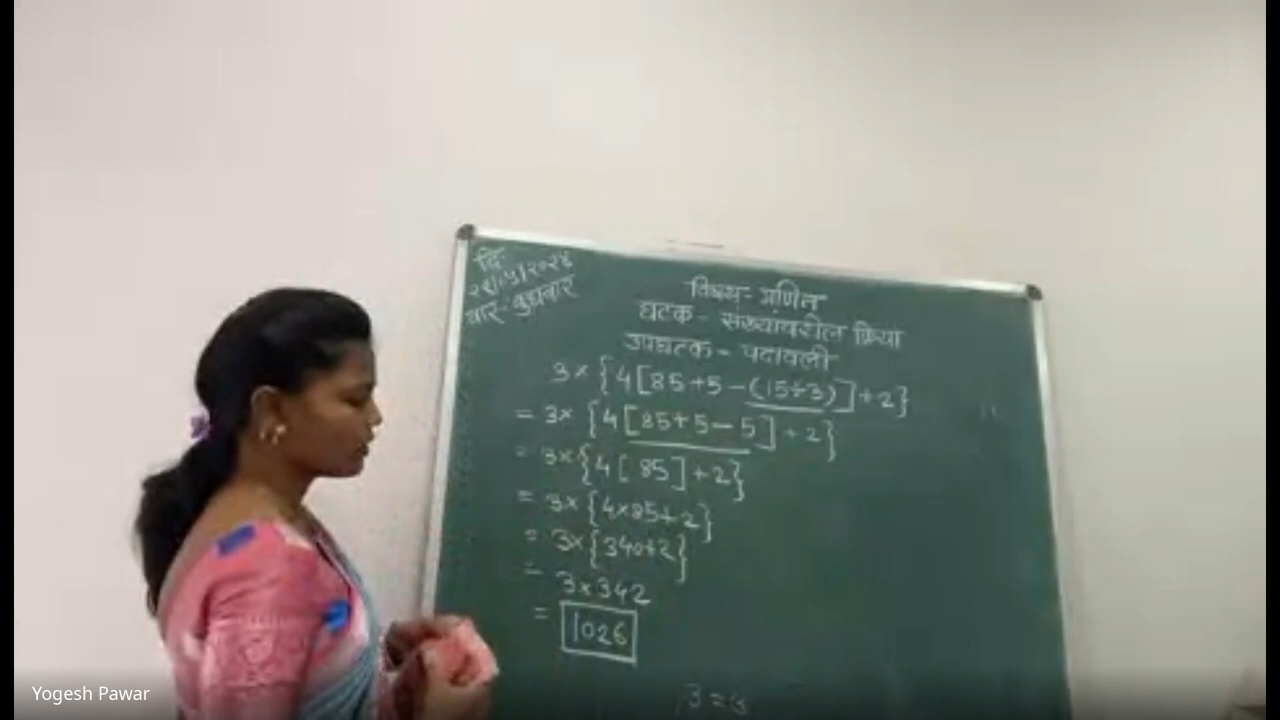 दि.
वार- बुधवार
विषय- गणित
घटक - संख्यावरील क्रिया
उपघटक - पदावली
3 × {4[85+5-(15÷3)]+2}
= 3× {4[85+5-5]+2}
= 3×{4[85]+2}
= 3×{4×85+2}
= 3×{340+2}
= 3×342
= 1026
Yogesh Pawar